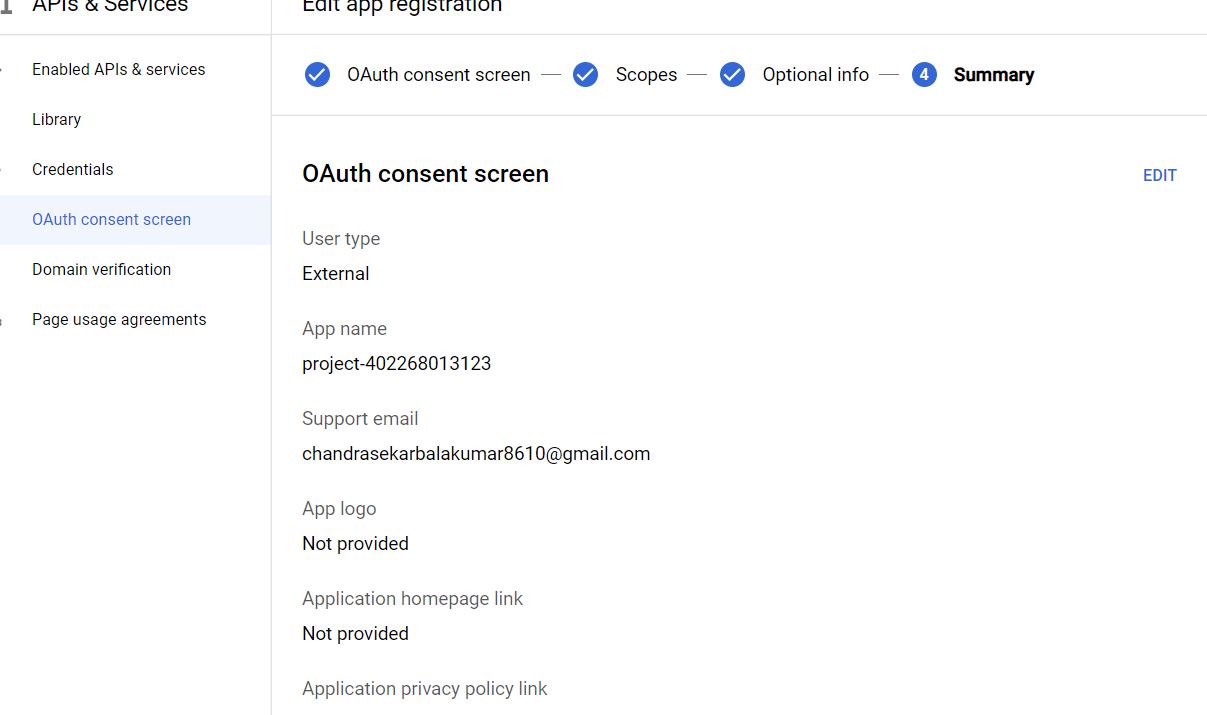 APIs & Services
Edit app registration
Enabled APIs & services
Library
Credentials
OAuth consent screen
Domain verification
Page usage agreements
OAuth consent screen — Scopes — Optional info — 4 Summary
OAuth consent screen
EDIT
User type
External
App name
project-402268013123
Support email
chandrasekarbalakumar8610@gmail.com
App logo
Not provided
Application homepage link
Not provided
Application privacy policy link